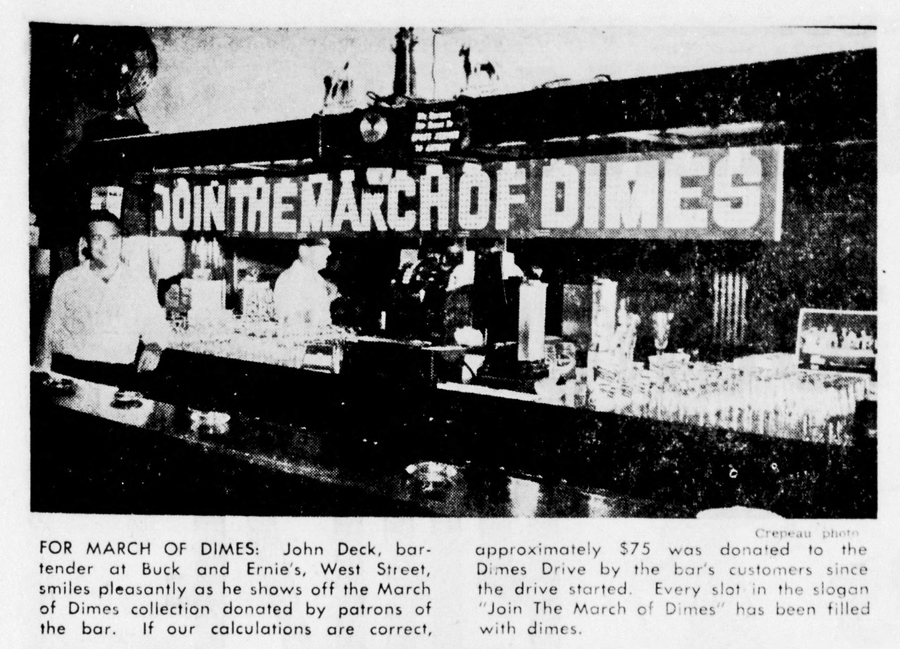 JOIN THE MARCH OF DIMES
Crepeau photo
FOR MARCH OF DIMES: John Deck, bar-
tender at Buck and Ernie's, West Street,
smiles pleasantly as he shows off the March
of Dimes collection donated by patrons of
the bar. If our calculations are correct,
approximately $75 was donated to the
Dimes Drive by the bar's customers since
the drive started. Every slot in the slogan
"Join The March of Dimes" has been filled
with dimes.